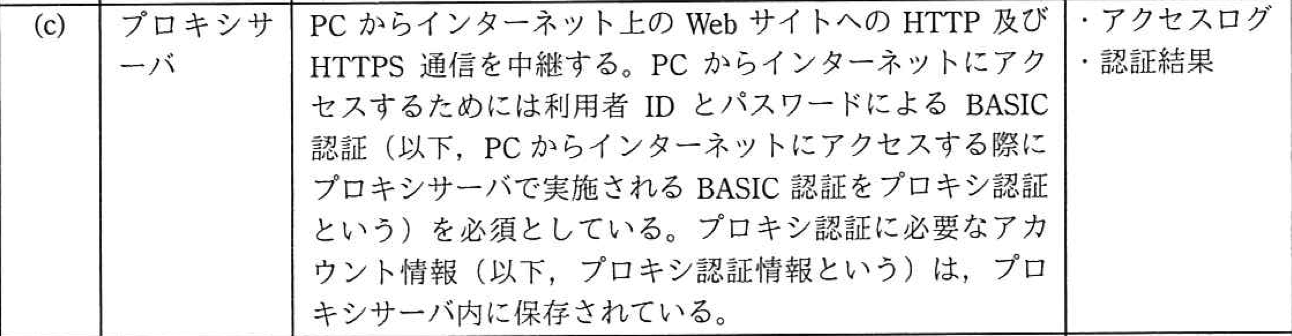 (c)
プロキシサ
ーバ
PC からインターネット上の Web サイトへの HTTP 及び
HTTPS 通信を中継する。PC からインターネットにアク
セスするためには利用者 ID とパスワードによる BASIC
認証（以下，PC からインターネットにアクセスする際に
プロキシサーバで実施される BASIC 認証をプロキシ認証
という）を必須としている。プロキシ認証に必要なアカ
ウント情報（以下，プロキシ認証情報という）は，プロ
キシサーバ内に保存されている。
・アクセスログ
・認証結果